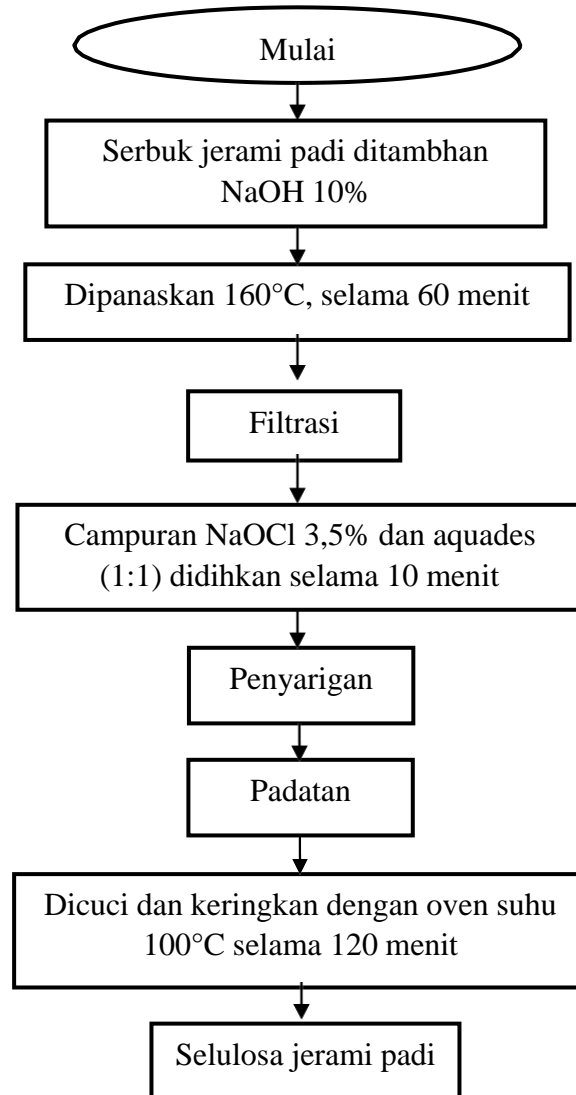 Mulai
Serbuk jerami padi ditambhan
NaOH 10%
Dipanaskan 160°C, selama 60 menit
Filtrasi
Campuran NaOCl 3,5% dan aquades
(1:1) didihkan selama 10 menit
Penyarigan
Padatan
Dicuci dan keringkan dengan oven suhu
100°C selama 120 menit
Selulosa jerami padi